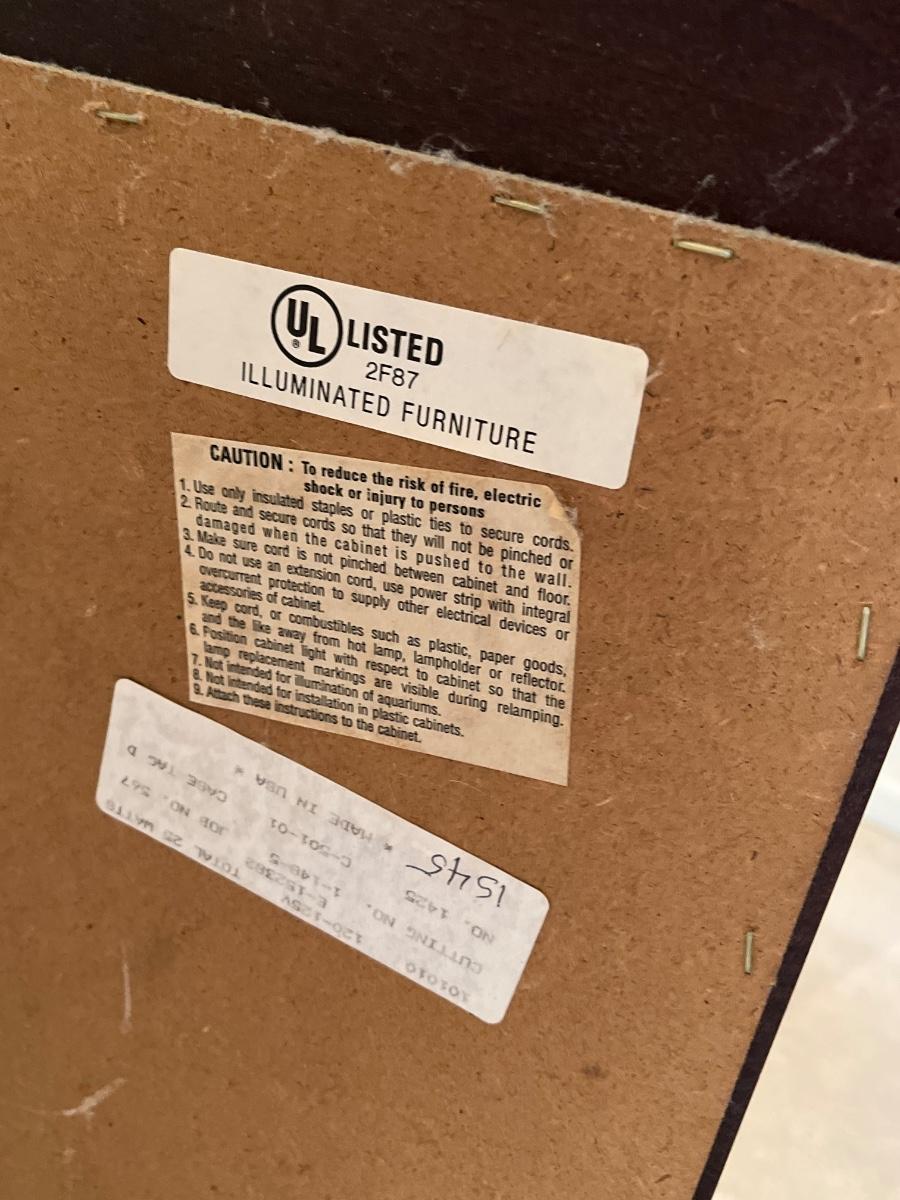 UL LISTED
®
2F87
ILLUMINATED FURNITURE
CAUTION : To reduce the risk of fire, electric
shock or injury to persons
1. Use only insulated staples or plastic ties to secure cords.
2. Route and secure cords so that they will not be pinched or
damaged when the cabinet is pushed to the wall.
3. Make sure cord is not pinched between cabinet and floor.
4. Do not use an extension cord, use power strip with integral
overcurrent protection to supply other electrical devices or
accessories of cabinet.
5. Keep cord, or combustibles such as plastic, paper goods,
and the like away from hot lamp, lampholder or reflector.
6. Position cabinet light with respect to cabinet so that the
lamp replacement markings are visible during relamping.
7. Not intended for illumination of aquariums.
8. Not intended for installation in plastic cabinets.
9. Attach these instructions to the cabinet.
101010 120-125V TOTAL 25 WATTS
E-152382
CUTTING NO. 1-148-5 JOB NO. 567
NO. 1425 C-501-01 CASE TAG D
1545 * MADE IN USA *